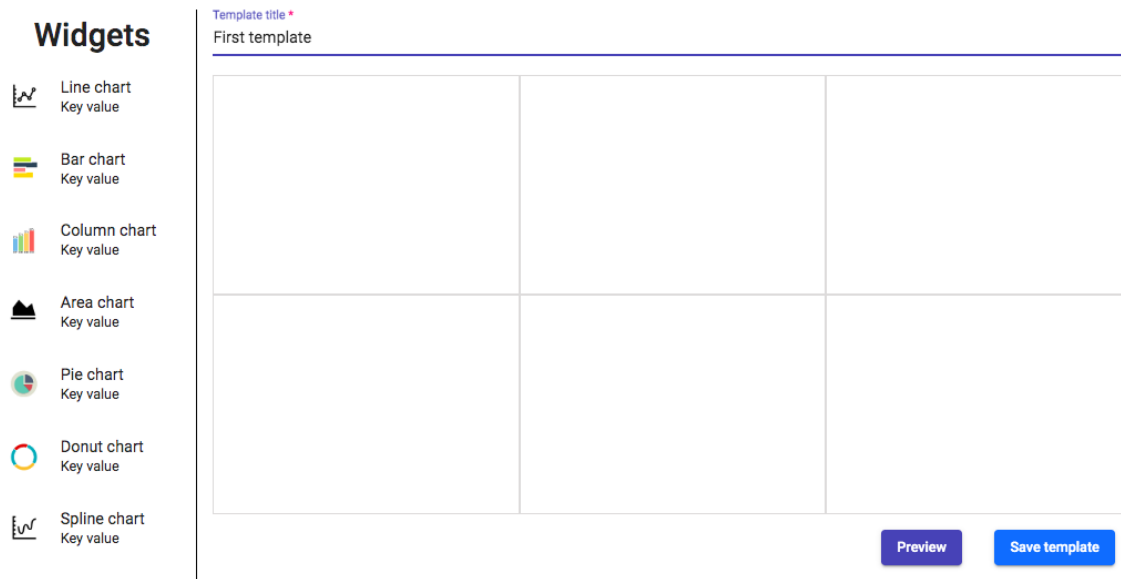 Widgets
Line chart
Key value
Bar chart
Key value
Column chart
Key value
Area chart
Key value
Pie chart
Key value
Donut chart
Key value
Spline chart
Key value
Template title *
First template
Preview
Save template